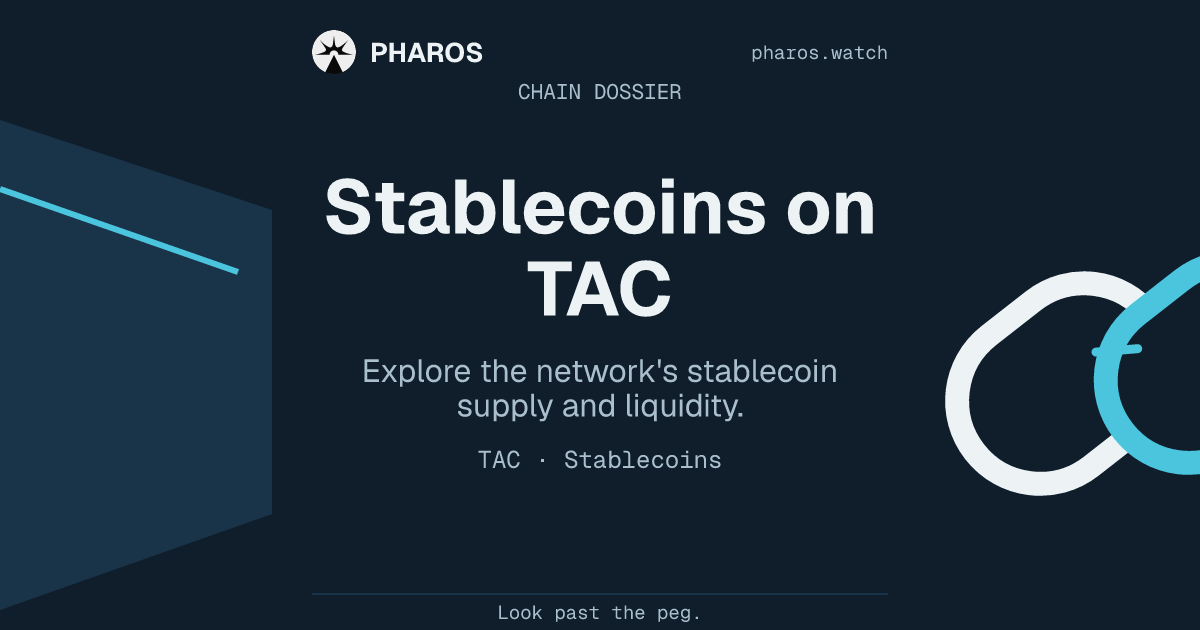 PHAROS
pharos.watch
CHAIN DOSSIER
Stablecoins on
TAC
Explore the network's stablecoin
supply and liquidity.
TAC · Stablecoins
Look past the peg.